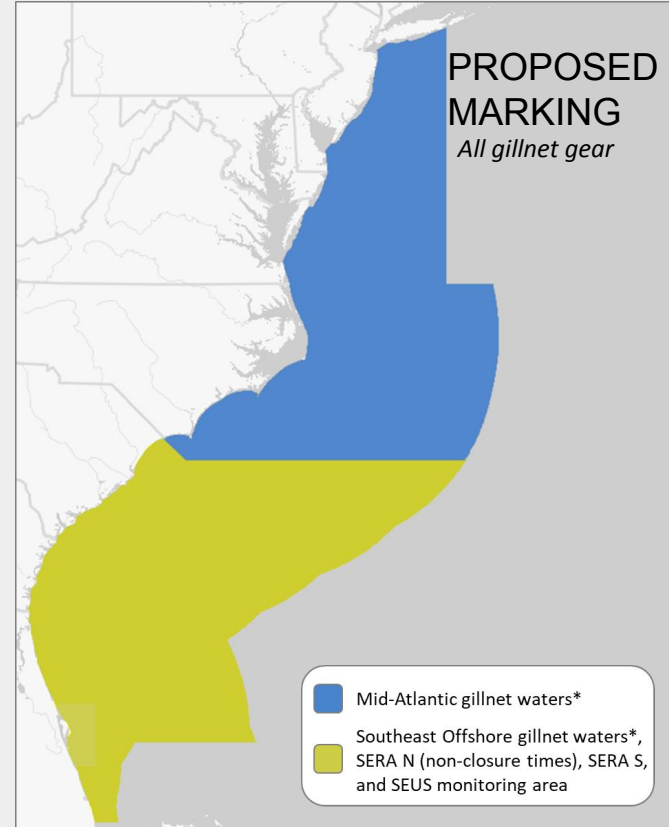 PROPOSED
MARKING
All gillnet gear
Mid-Atlantic gillnet waters*
Southeast Offshore gillnet waters*,
SERA N (non-closure times), SERA S,
and SEUS monitoring area